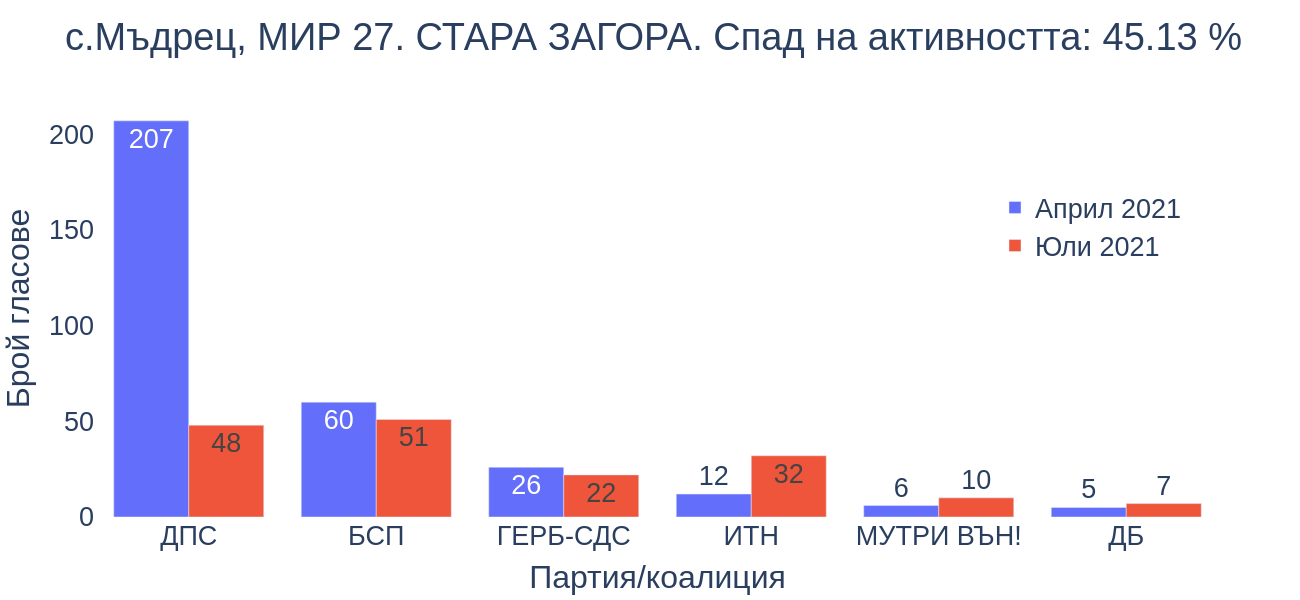 с.Мъдрец, МИР 27. СТАРА ЗАГОРА. Спад на активността: 45.13 %
Брой гласове
200
150
100
50
0
207
48
60
51
26
22
12
32
6
10
5
7
Април 2021
Юли 2021
ДПС
БСП
ГЕРБ-СДС
ИТН
МУТРИ ВЪН!
ДБ
Партия/коалиция